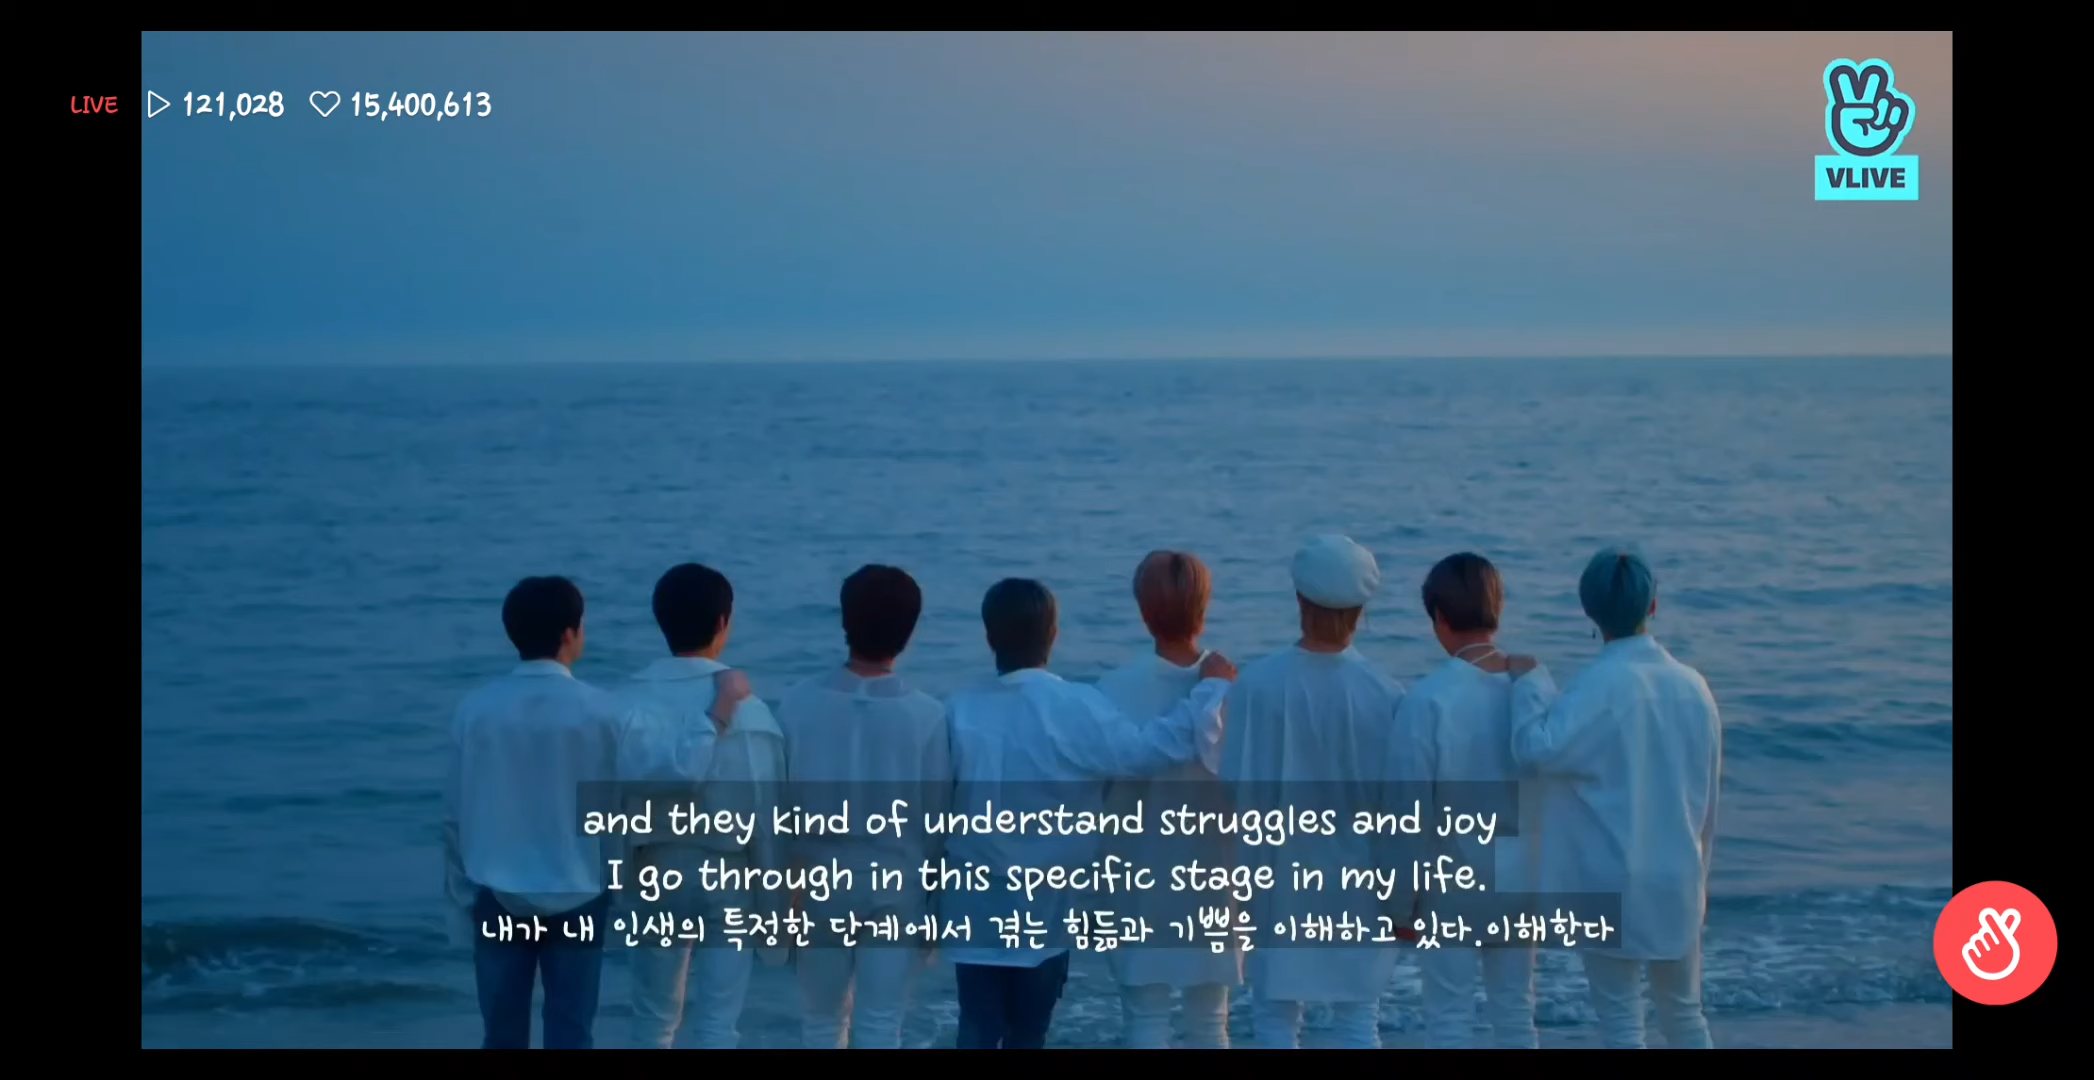 LIVE 121,028 15,400,613
VLIVE
and they kind of understand struggles and joy
I go through in this specific stage in my life.
내가 내 인생의 특정한 단계에서 겪는 힘듦과 기쁨을 이해하고 있다.이해한다